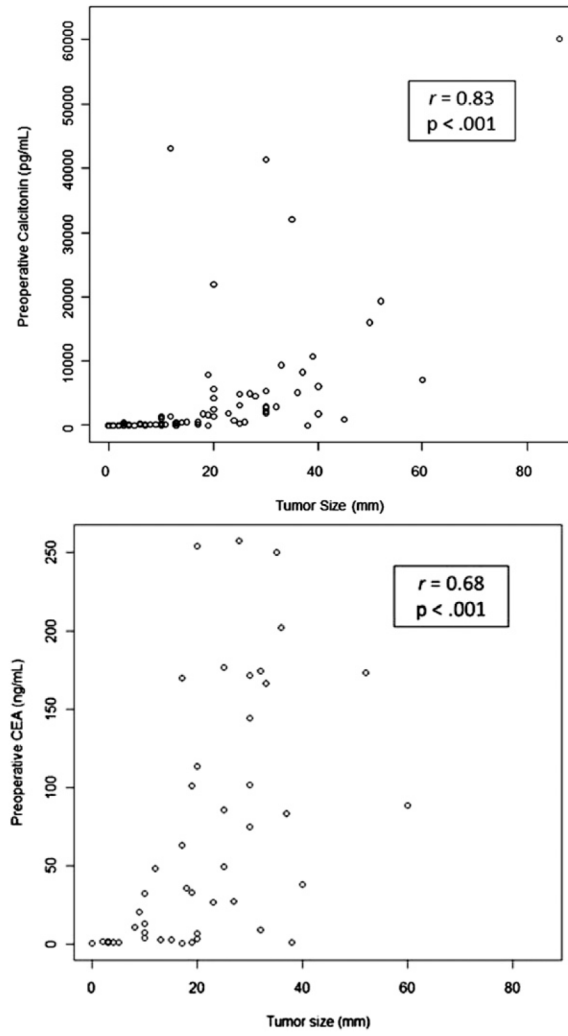 60000
50000
40000
30000
20000
10000
0
Preoperative Calcitonin (pg/mL)
r = 0.83
p < .001
0 20 40 60 80
Tumor Size (mm)
250
200
150
100
50
0
Preoperative CEA (ng/mL)
r = 0.68
p < .001
0 20 40 60 80
Tumor size (mm)